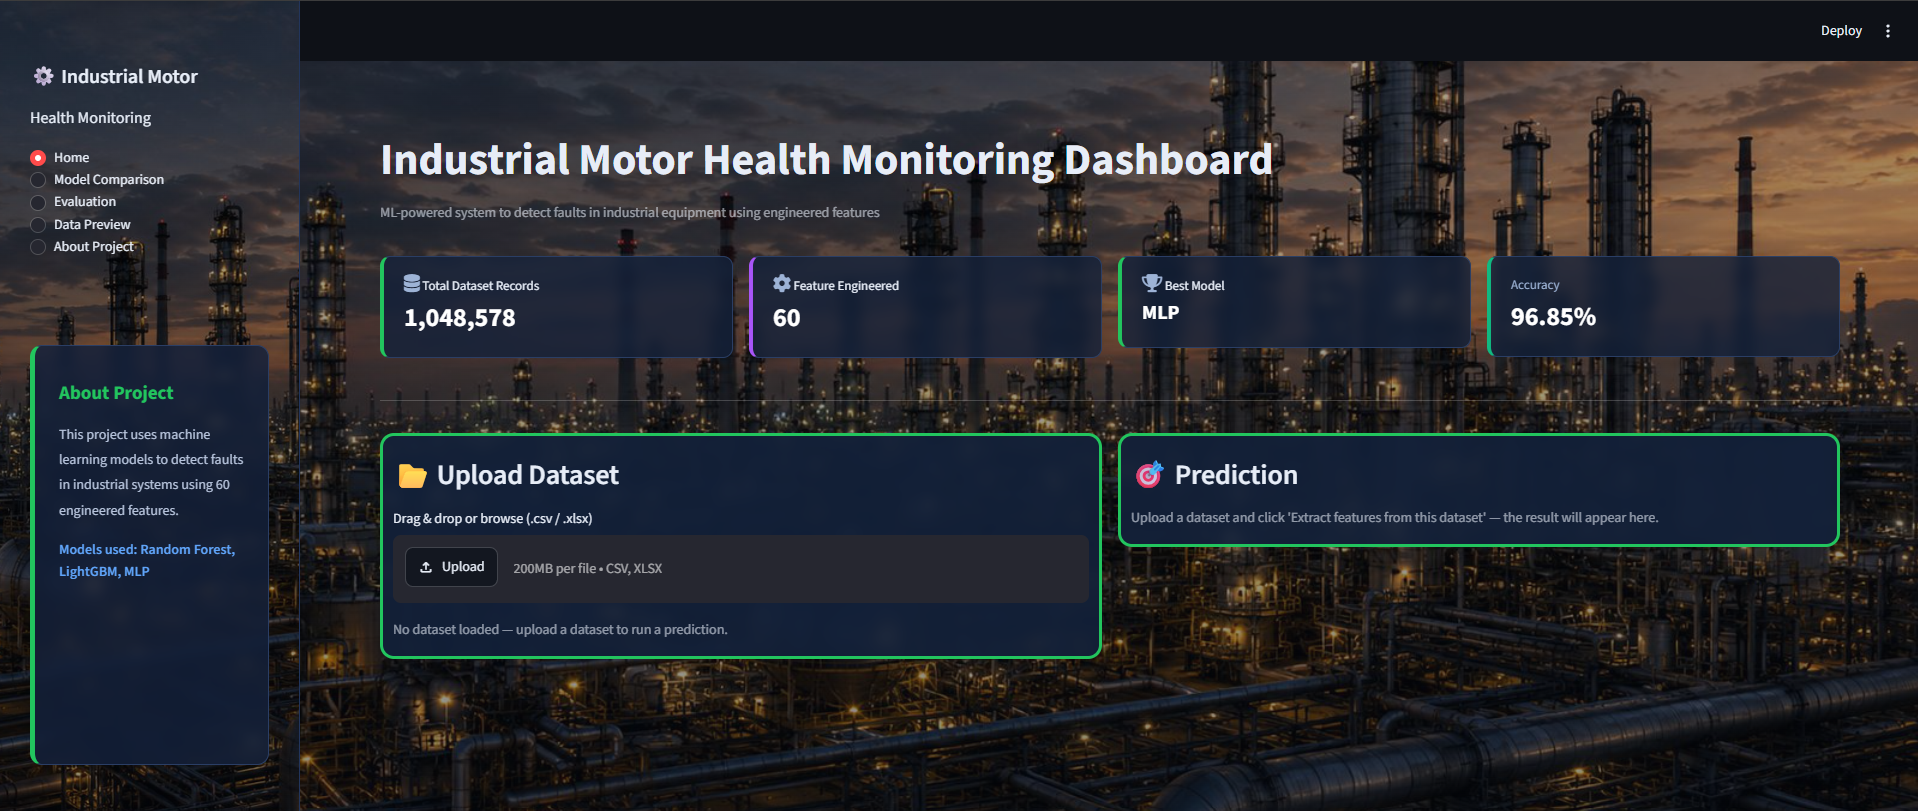 Deploy
Industrial Motor
Health Monitoring
Home
Model Comparison
Evaluation
Data Preview
About Project
About Project
This project uses machine
learning models to detect faults
in industrial systems using 60
engineered features.
Models used: Random Forest,
LightGBM, MLP
Industrial Motor Health Monitoring Dashboard
ML-powered system to detect faults in industrial equipment using engineered features
Total Dataset Records
1,048,578
Feature Engineered
60
Best Model
MLP
Accuracy
96.85%
Upload Dataset
Drag & drop or browse (.csv / .xlsx)
Upload
200MB per file • CSV, XLSX
No dataset loaded — upload a dataset to run a prediction.
Prediction
Upload a dataset and click 'Extract features from this dataset' — the result will appear here.